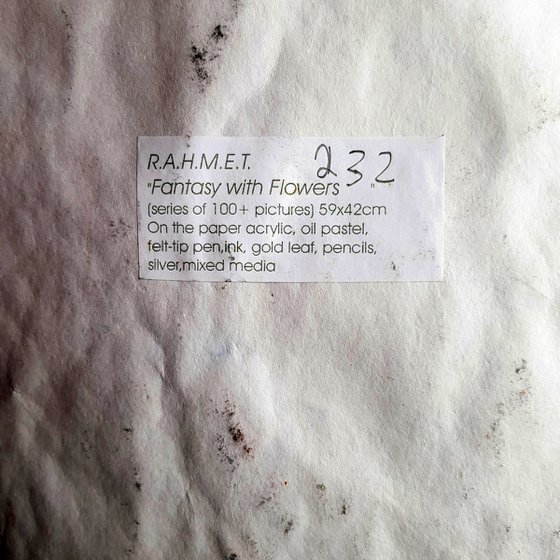 R.A.H.M.E.T. 232
"Fantasy with Flowers "
(series of 100+ pictures) 59x42cm
On the paper acrylic, oil pastel,
felt-tip pen,ink, gold leaf, pencils,
silver,mixed media